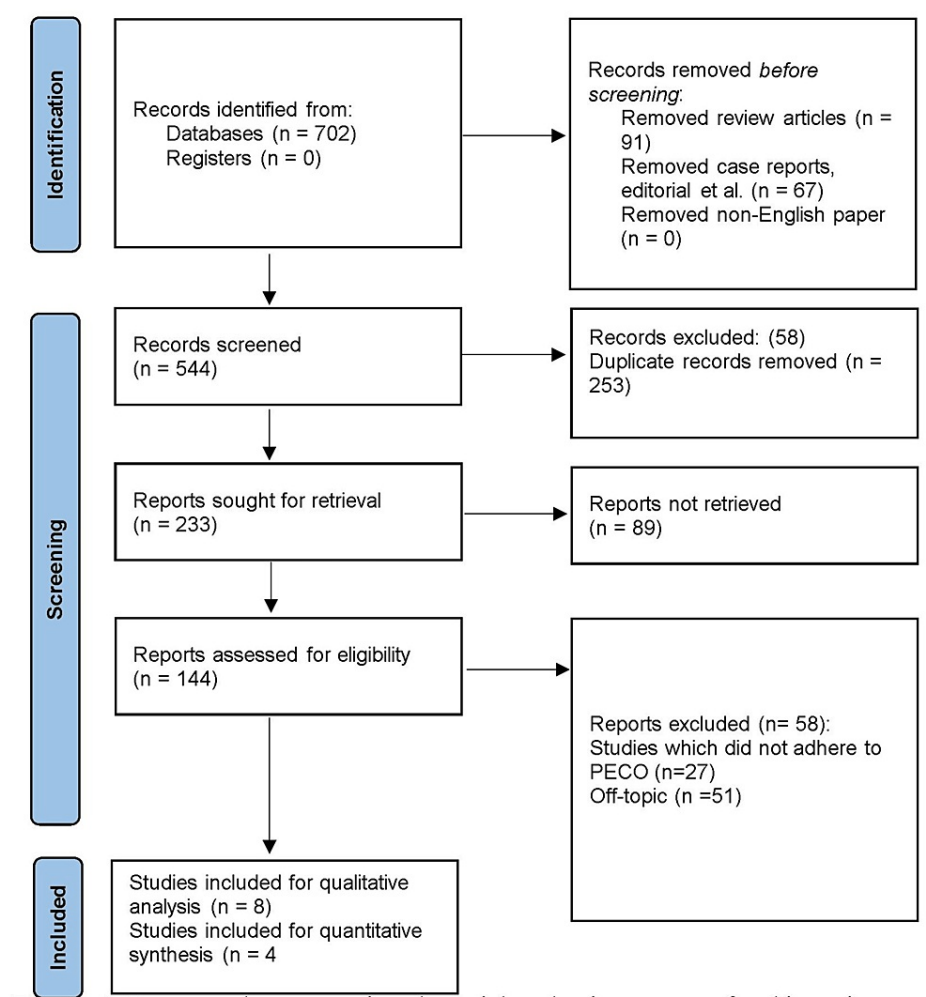 Identification
Records identified from:
Databases (n = 702)
Registers (n = 0)
Records removed before
screening:
Removed review articles (n =
91)
Removed case reports,
editorial et al. (n = 67)
Removed non-English paper
(n = 0)
Screening
Records screened
(n = 544)
Records excluded: (58)
Duplicate records removed (n =
253)
Reports sought for retrieval
(n = 233)
Reports not retrieved
(n = 89)
Reports assessed for eligibility
(n = 144)
Reports excluded (n= 58):
Studies which did not adhere to
PECO (n=27)
Off-topic (n =51)
Included
Studies included for qualitative
analysis (n = 8)
Studies included for quantitative
synthesis (n = 4